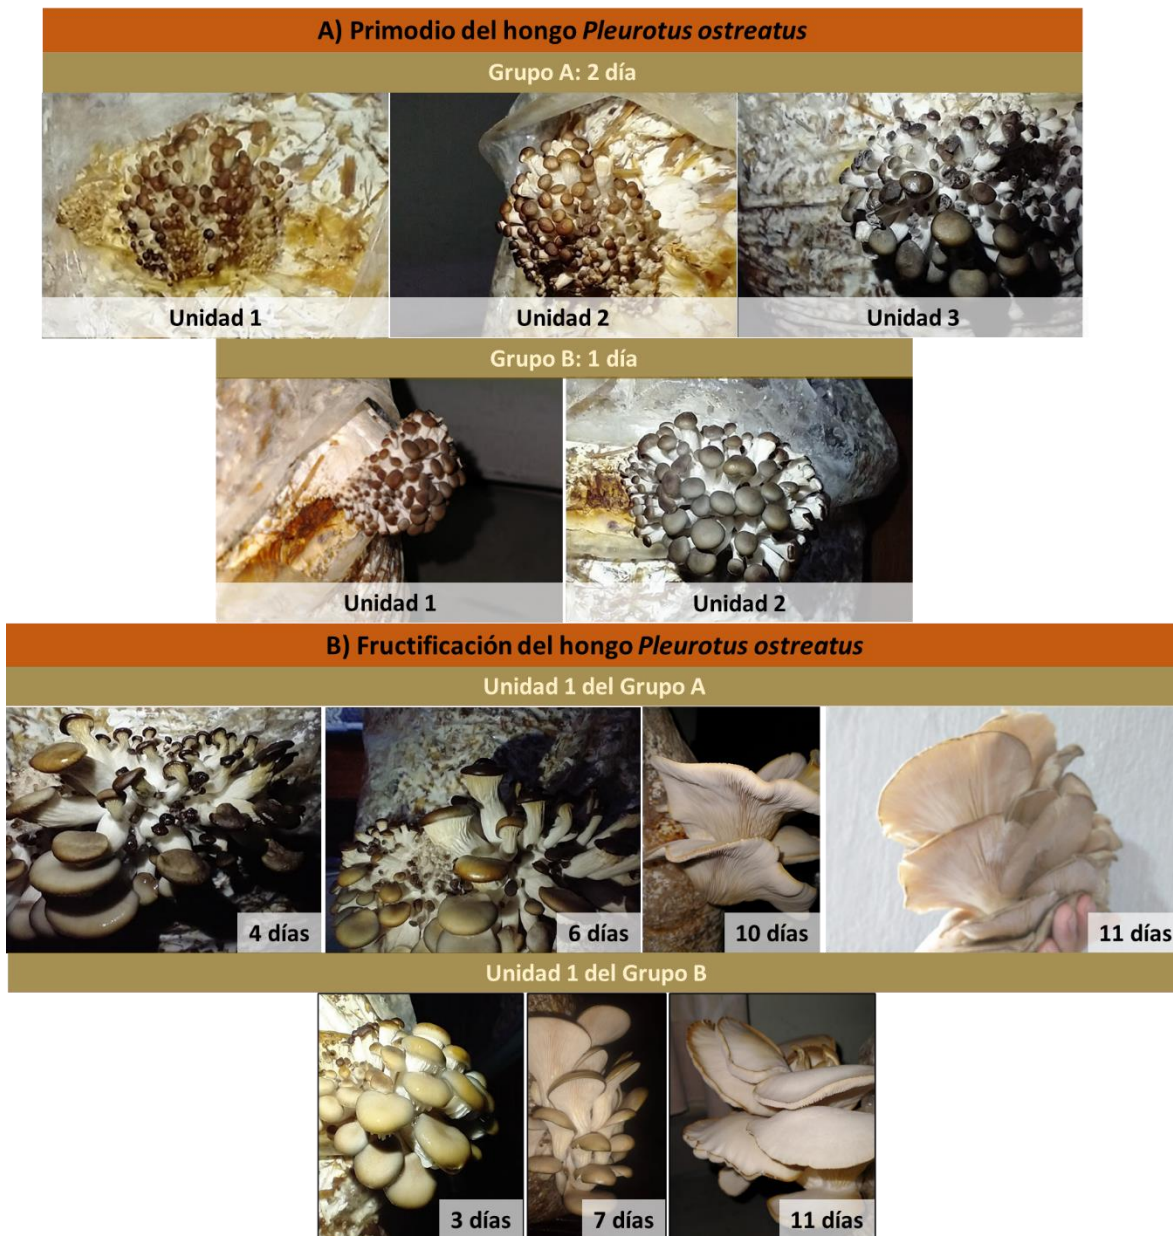 A) Primodio del hongo Pleurotus ostreatus
Grupo A: 2 día
Unidad 1
Unidad 2
Unidad 3
Grupo B: 1 día
Unidad 1
Unidad 2
B) Fructificación del hongo Pleurotus ostreatus
Unidad 1 del Grupo A
4 días
6 días
10 días
11 días
Unidad 1 del Grupo B
3 días
7 días
11 días